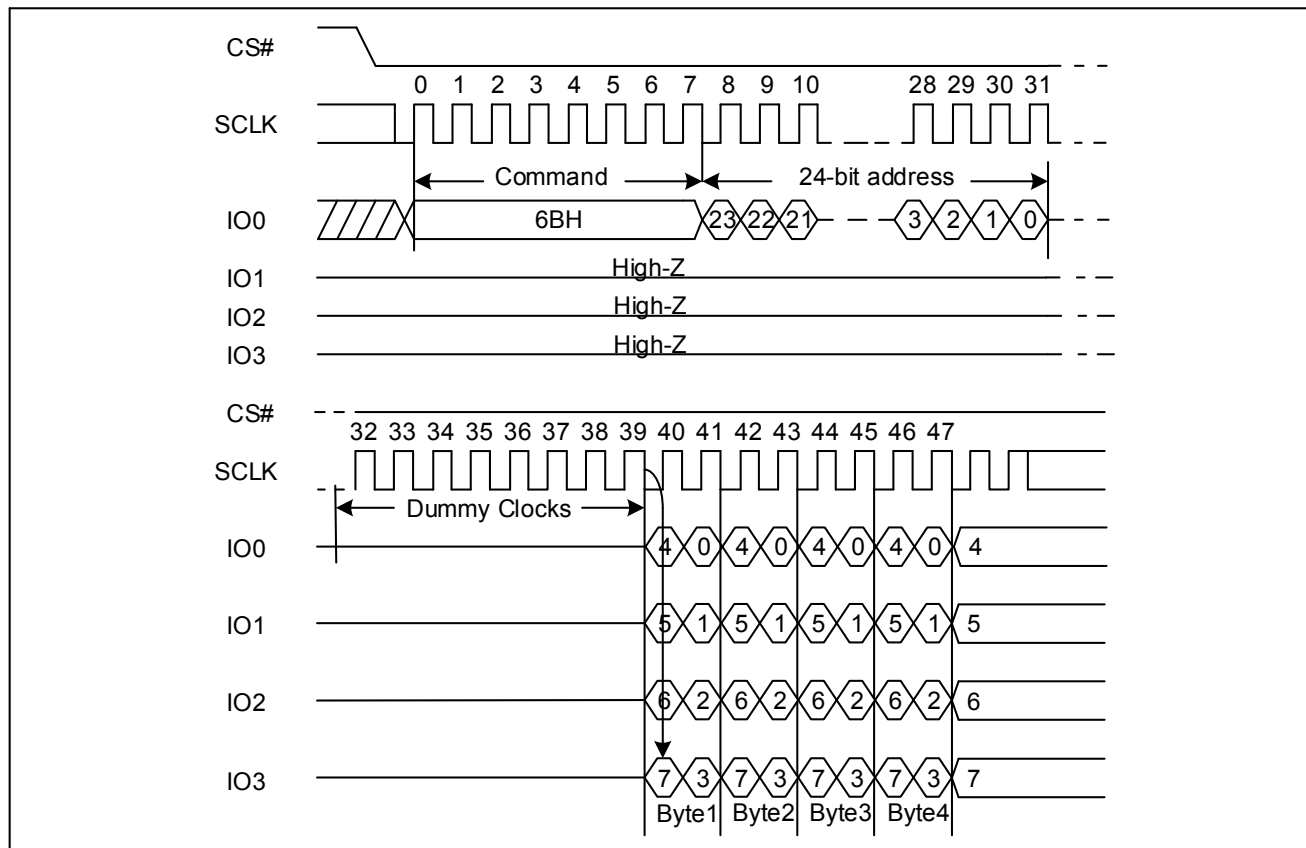 CS#
0 1 2 3 4 5 6 7 8 9 10 28 29 30 31
SCLK
Command 24-bit address
IO0 6BH 23 22 21 3 2 1 0
IO1 High-Z
IO2 High-Z
IO3 High-Z
CS#
32 33 34 35 36 37 38 39 40 41 42 43 44 45 46 47
SCLK
Dummy Clocks
IO0 4 0 4 0 4 0 4 0 4
IO1 5 1 5 1 5 1 5 1 5
IO2 6 2 6 2 6 2 6 2 6
IO3 7 3 7 3 7 3 7 3 7
Byte1 Byte2 Byte3 Byte4